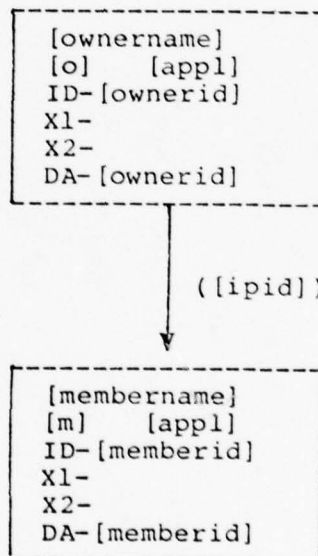 [ownername]
[o] [appl]
ID-[ownerid]
X1-
X2-
DA-[ownerid]
([ipid])
[membername]
[m] [appl]
ID-[memberid]
X1-
X2-
DA-[memberid]